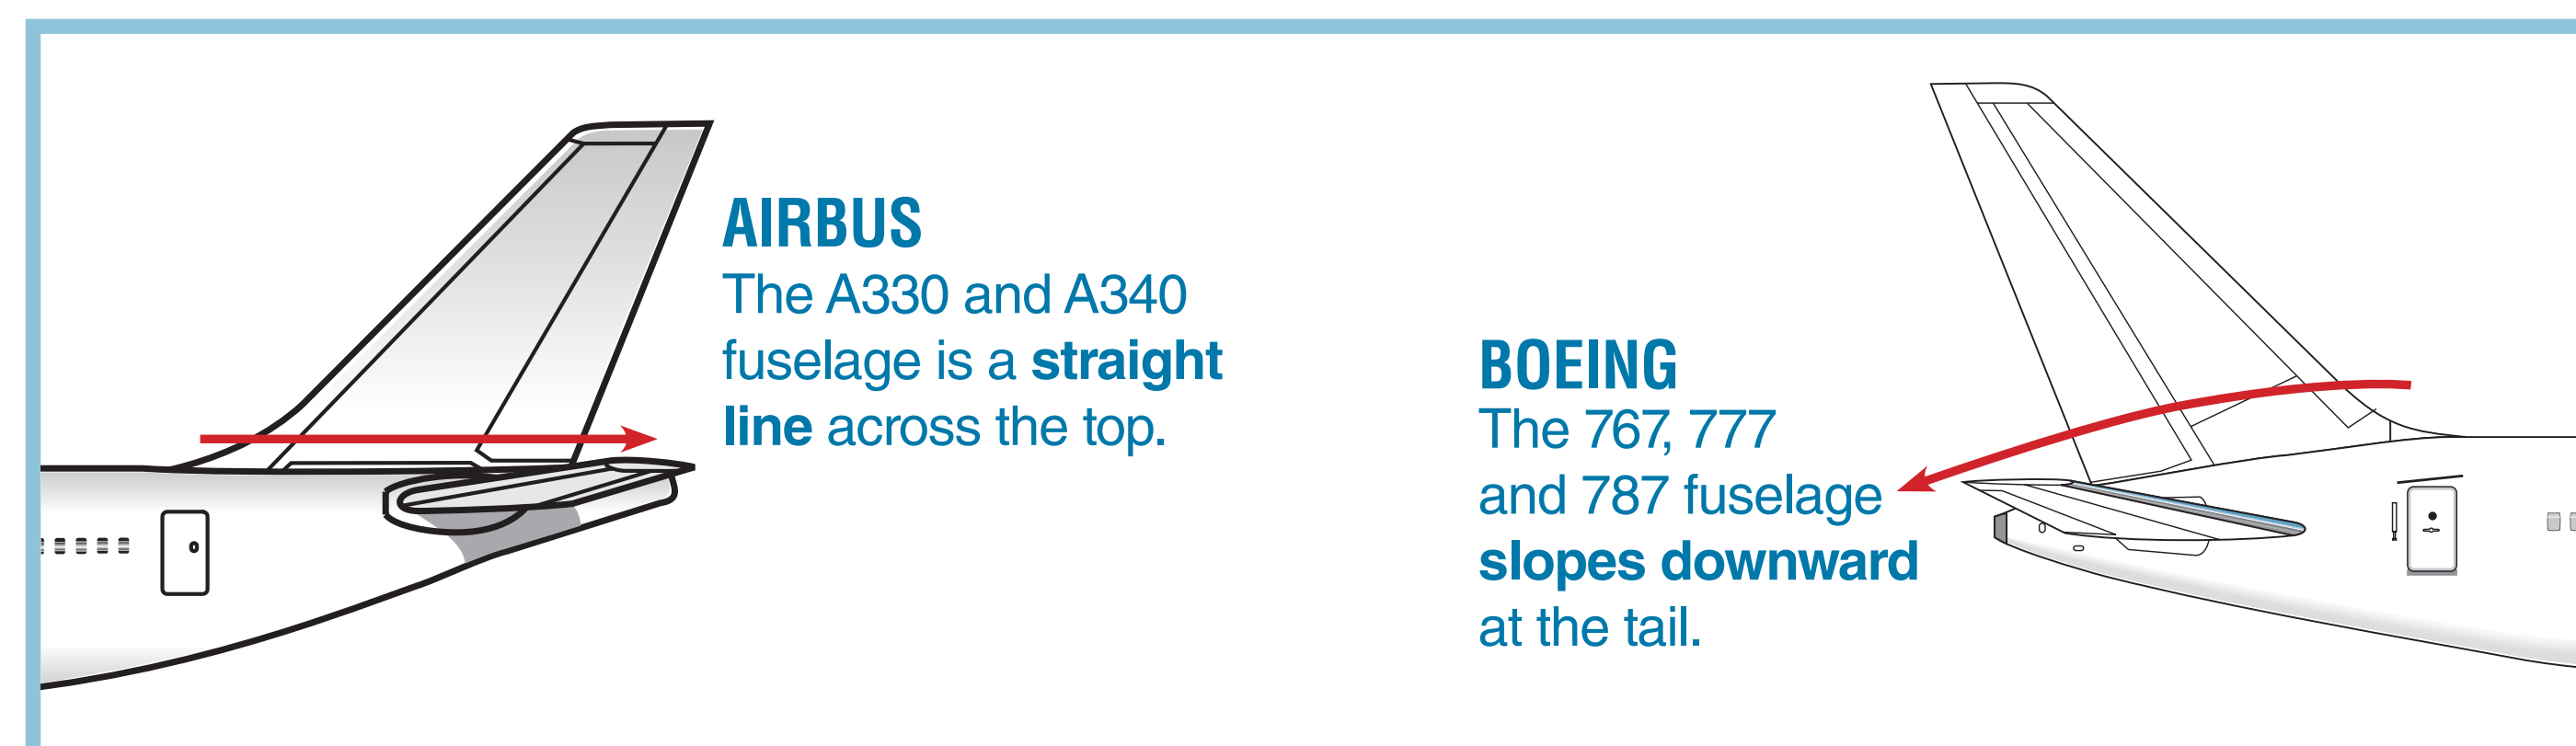 AIRBUS
The A330 and A340
fuselage is a straight
line across the top.
BOEING
The 767, 777
and 787 fuselage
slopes downward
at the tail.